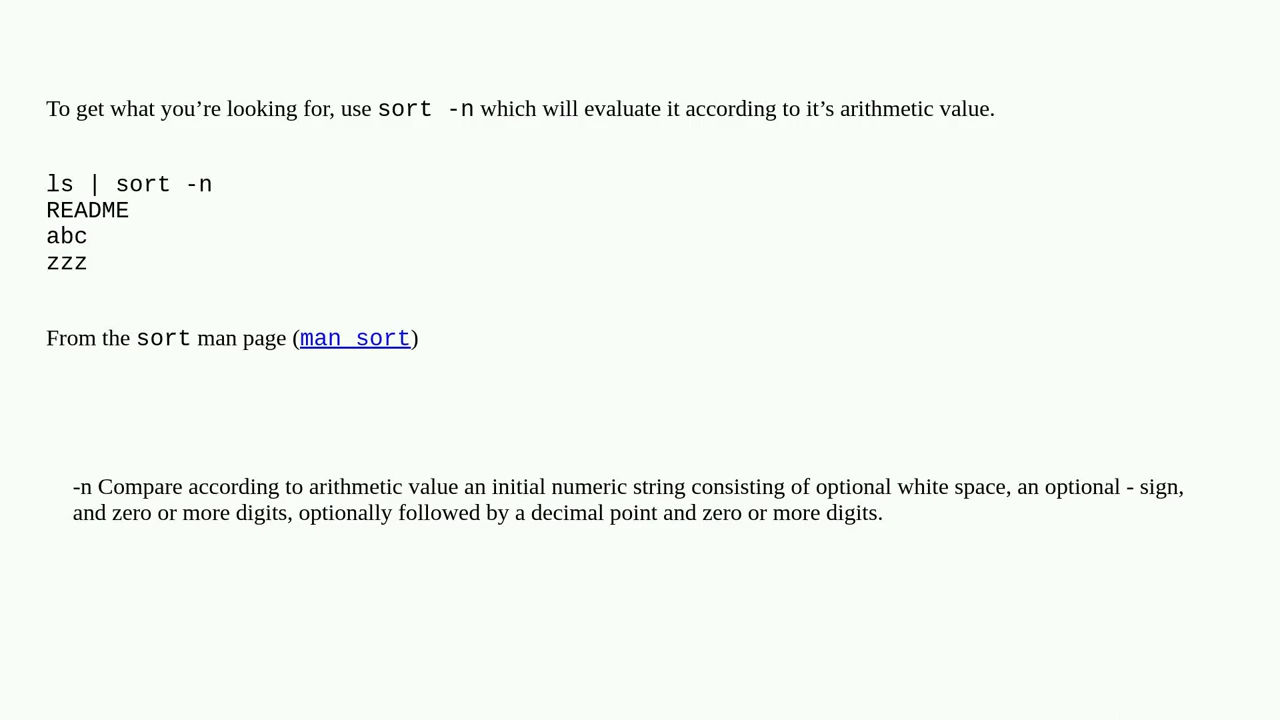 To get what you’re looking for, use sort -n which will evaluate it according to it’s arithmetic value.
ls | sort -n
README
abc
zzz
From the sort man page (man sort)
-n Compare according to arithmetic value an initial numeric string consisting of optional white space, an optional - sign,
and zero or more digits, optionally followed by a decimal point and zero or more digits.